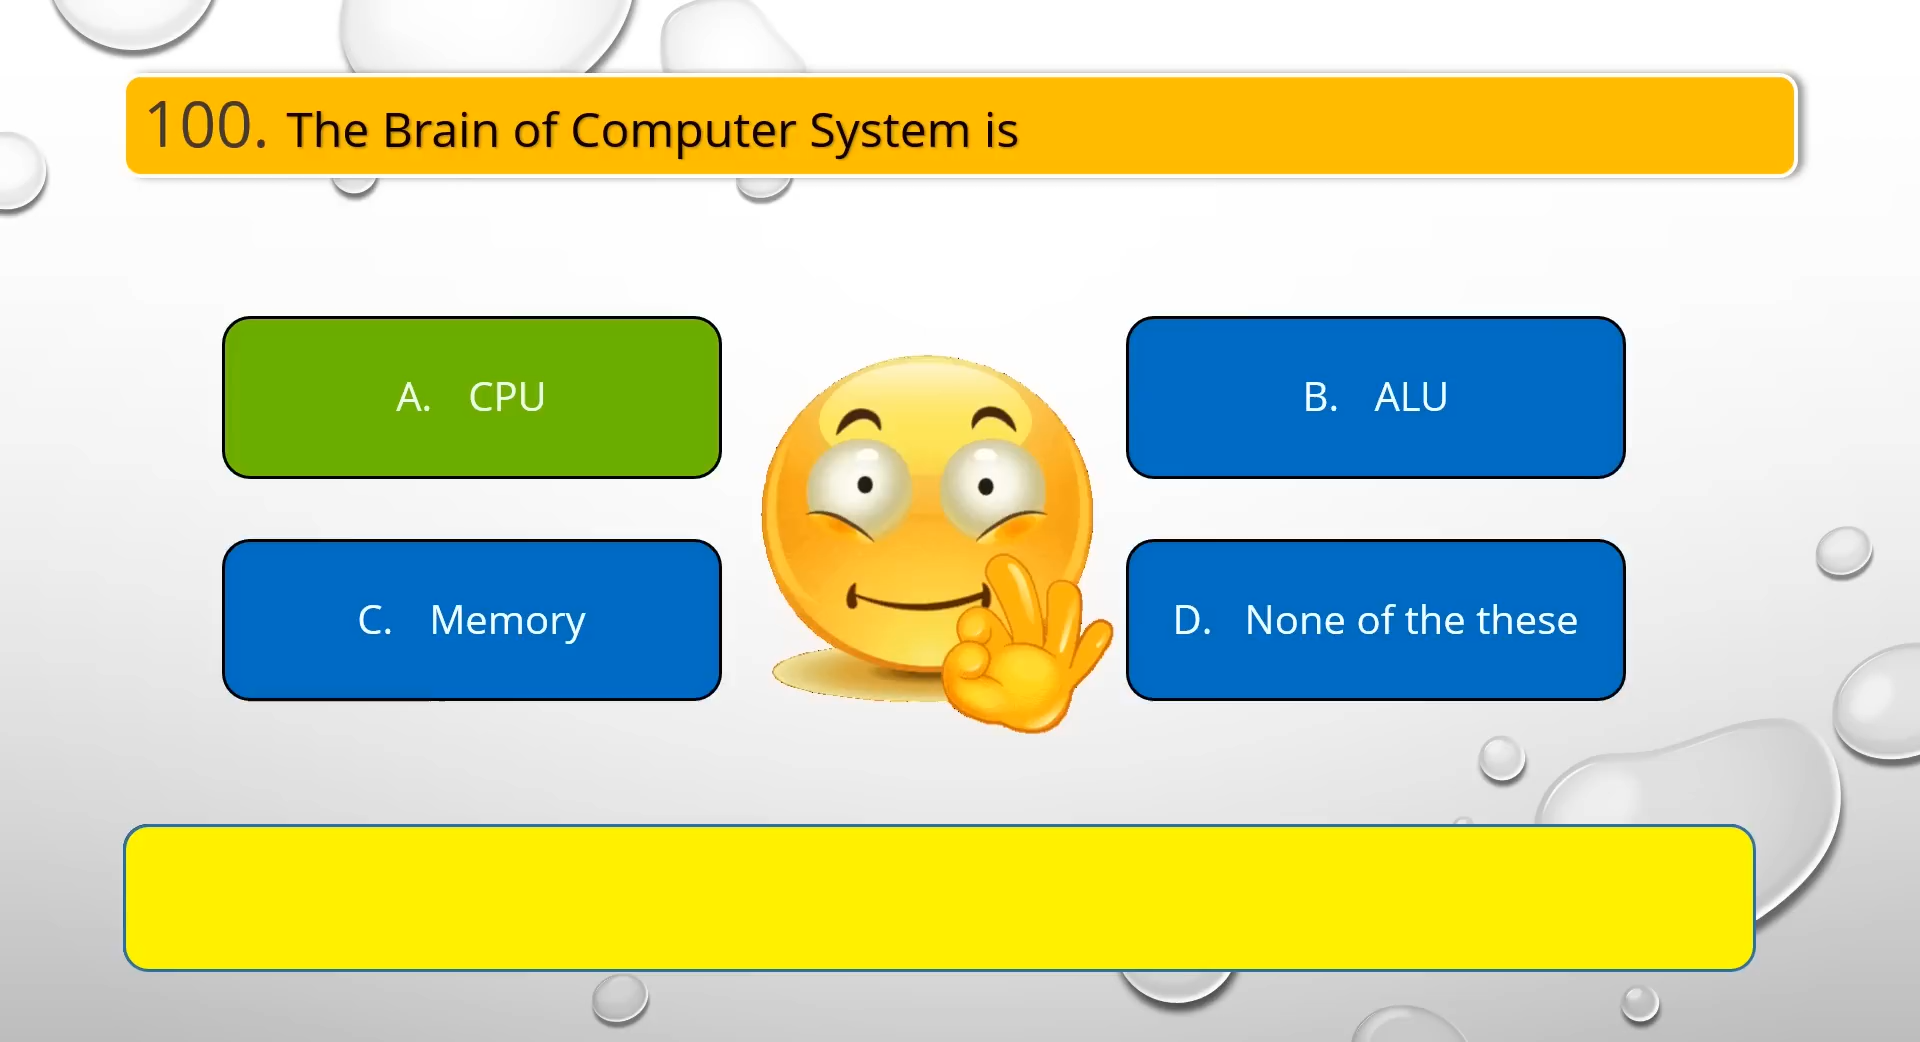 100. The Brain of Computer System is
A. CPU
B. ALU
C. Memory
D. None of the these